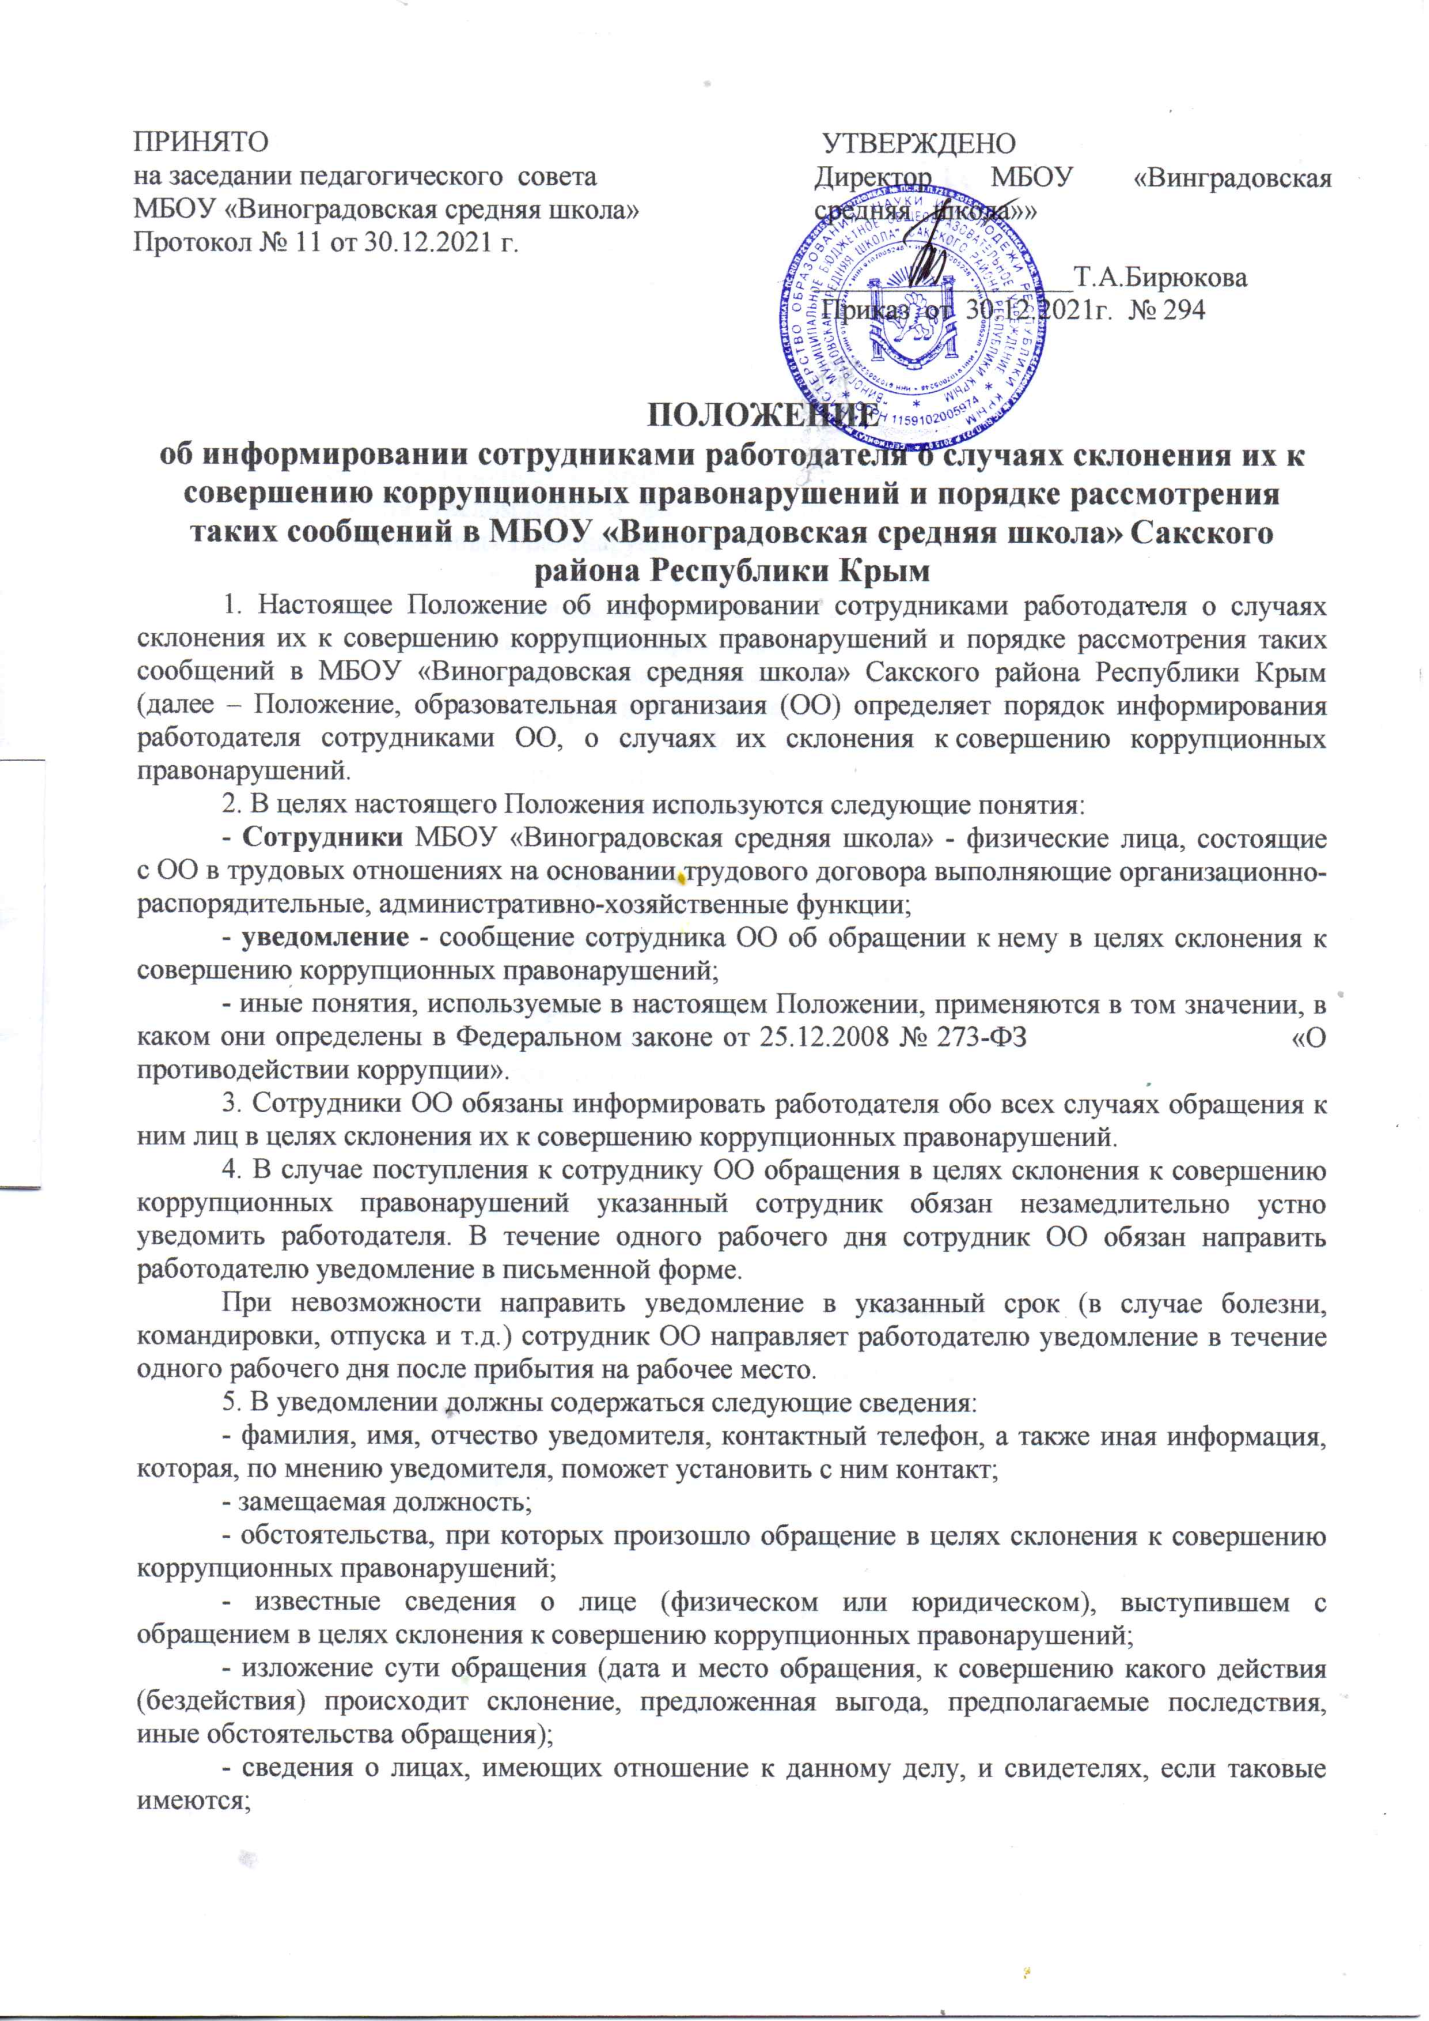 ПРИНЯТО
на заседании педагогического совета
МБОУ «Виноградовская средняя школа»
Протокол № 11 от 30.12.2021 г.
УТВЕРЖДЕНО
Директор МБОУ «Винградовская
средняя школа»»
Т.А.Бирюкова
Приказ от 30.12.2021г. № 294
ОГРН 1159102005974
ПОЛОЖЕНИЕ
об информировании сотрудниками работодателя о случаях склонения их к
совершению коррупционных правонарушений и порядке рассмотрения
таких сообщений в МБОУ «Виноградовская средняя школа» Сакского
района Республики Крым
1. Настоящее Положение об информировании сотрудниками работодателя о случаях
склонения их к совершению коррупционных правонарушений и порядке рассмотрения таких
сообщений в МБОУ «Виноградовская средняя школа» Сакского района Республики Крым
(далее – Положение, образовательная организаия (ОО) определяет порядок информирования
работодателя сотрудниками ОО, о случаях их склонения к совершению коррупционных
правонарушений.
2. В целях настоящего Положения используются следующие понятия:
- Сотрудники МБОУ «Виноградовская средняя школа» - физические лица, состоящие
с ОО в трудовых отношениях на основании трудового договора выполняющие организационно-
распорядительные, административно-хозяйственные функции;
- уведомление - сообщение сотрудника ОО об обращении к нему в целях склонения к
совершению коррупционных правонарушений;
- иные понятия, используемые в настоящем Положении, применяются в том значении, в
каком они определены в Федеральном законе от 25.12.2008 № 273-ФЗ «О
противодействии коррупции».
3. Сотрудники ОО обязаны информировать работодателя обо всех случаях обращения к
ним лиц в целях склонения их к совершению коррупционных правонарушений.
4. В случае поступления к сотруднику ОО обращения в целях склонения к совершению
коррупционных правонарушений указанный сотрудник обязан незамедлительно устно
уведомить работодателя. В течение одного рабочего дня сотрудник ОО обязан направить
работодателю уведомление в письменной форме.
При невозможности направить уведомление в указанный срок (в случае болезни,
командировки, отпуска и т.д.) сотрудник ОО направляет работодателю уведомление в течение
одного рабочего дня после прибытия на рабочее место.
5. В уведомлении должны содержаться следующие сведения:
- фамилия, имя, отчество уведомителя, контактный телефон, а также иная информация,
которая, по мнению уведомителя, поможет установить с ним контакт;
- замещаемая должность;
- обстоятельства, при которых произошло обращение в целях склонения к совершению
коррупционных правонарушений;
- известные сведения о лице (физическом или юридическом), выступившем с
обращением в целях склонения к совершению коррупционных правонарушений;
- изложение сути обращения (дата и место обращения, к совершению какого действия
(бездействия) происходит склонение, предложенная выгода, предполагаемые последствия,
иные обстоятельства обращения);
- сведения о лицах, имеющих отношение к данному делу, и свидетелях, если таковые
имеются;